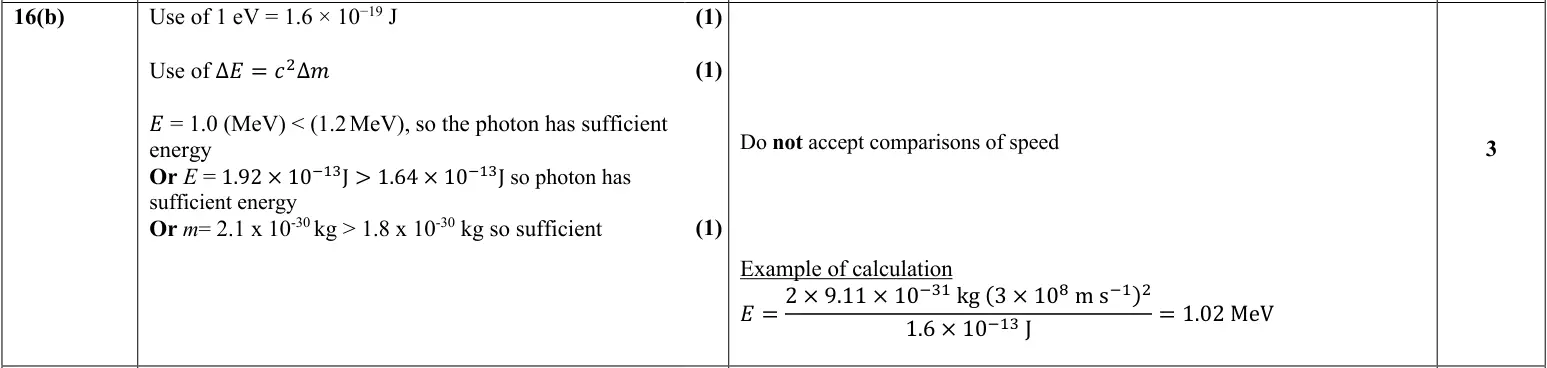 16(b)
Use of 1 eV = 1.6 × 10⁻¹⁹ J (1)
Use of Δ𝐸 = 𝑐²Δ𝑚 (1)
𝐸 = 1.0 (MeV) < (1.2 MeV), so the photon has sufficient
energy
Or E = 1.92 × 10⁻¹³J > 1.64 × 10⁻¹³J so photon has
sufficient energy
Or m= 2.1 x 10⁻³⁰ kg > 1.8 x 10⁻³⁰ kg so sufficient (1)
Do not accept comparisons of speed
Example of calculation
𝐸 = (2 × 9.11 × 10⁻³¹ kg (3 × 10⁸ m s⁻¹)²) / (1.6 × 10⁻¹³ J) = 1.02 MeV
3